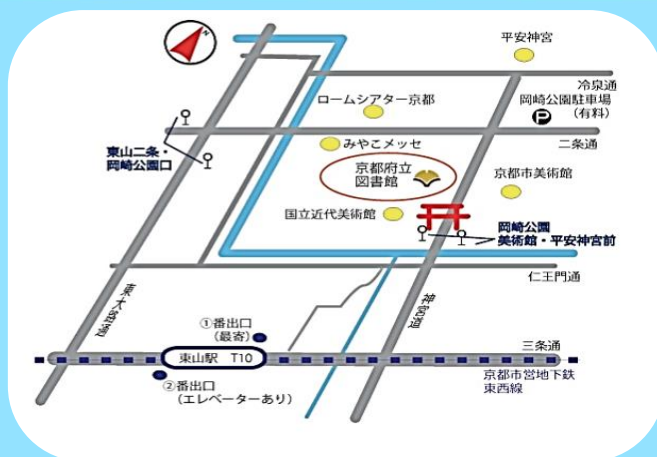 N
平安神宮
冷泉通
ロームシアター京都
岡崎公園駐車場
(有料)
P
二条通
みやこメッセ
東山二条・
岡崎公園口
京都府立
図書館
京都市美術館
国立近代美術館
岡崎公園
美術館・平安神宮前
仁王門通
東大路通
神宮道
①番出口
(最寄)
三条通
東山駅 T10
京都市営地下鉄
東西線
②番出口
(エレベーターあり)